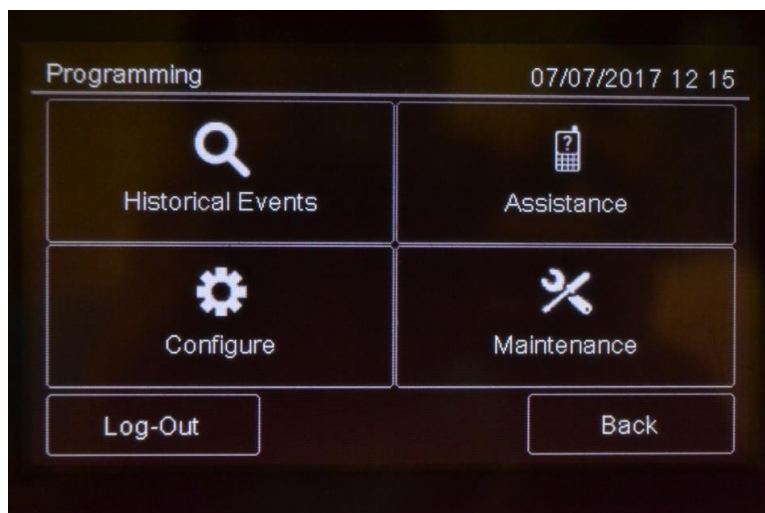 Programming 07/07/2017 12 15
Historical Events
?
Assistance
Configure
Maintenance
Log-Out
Back